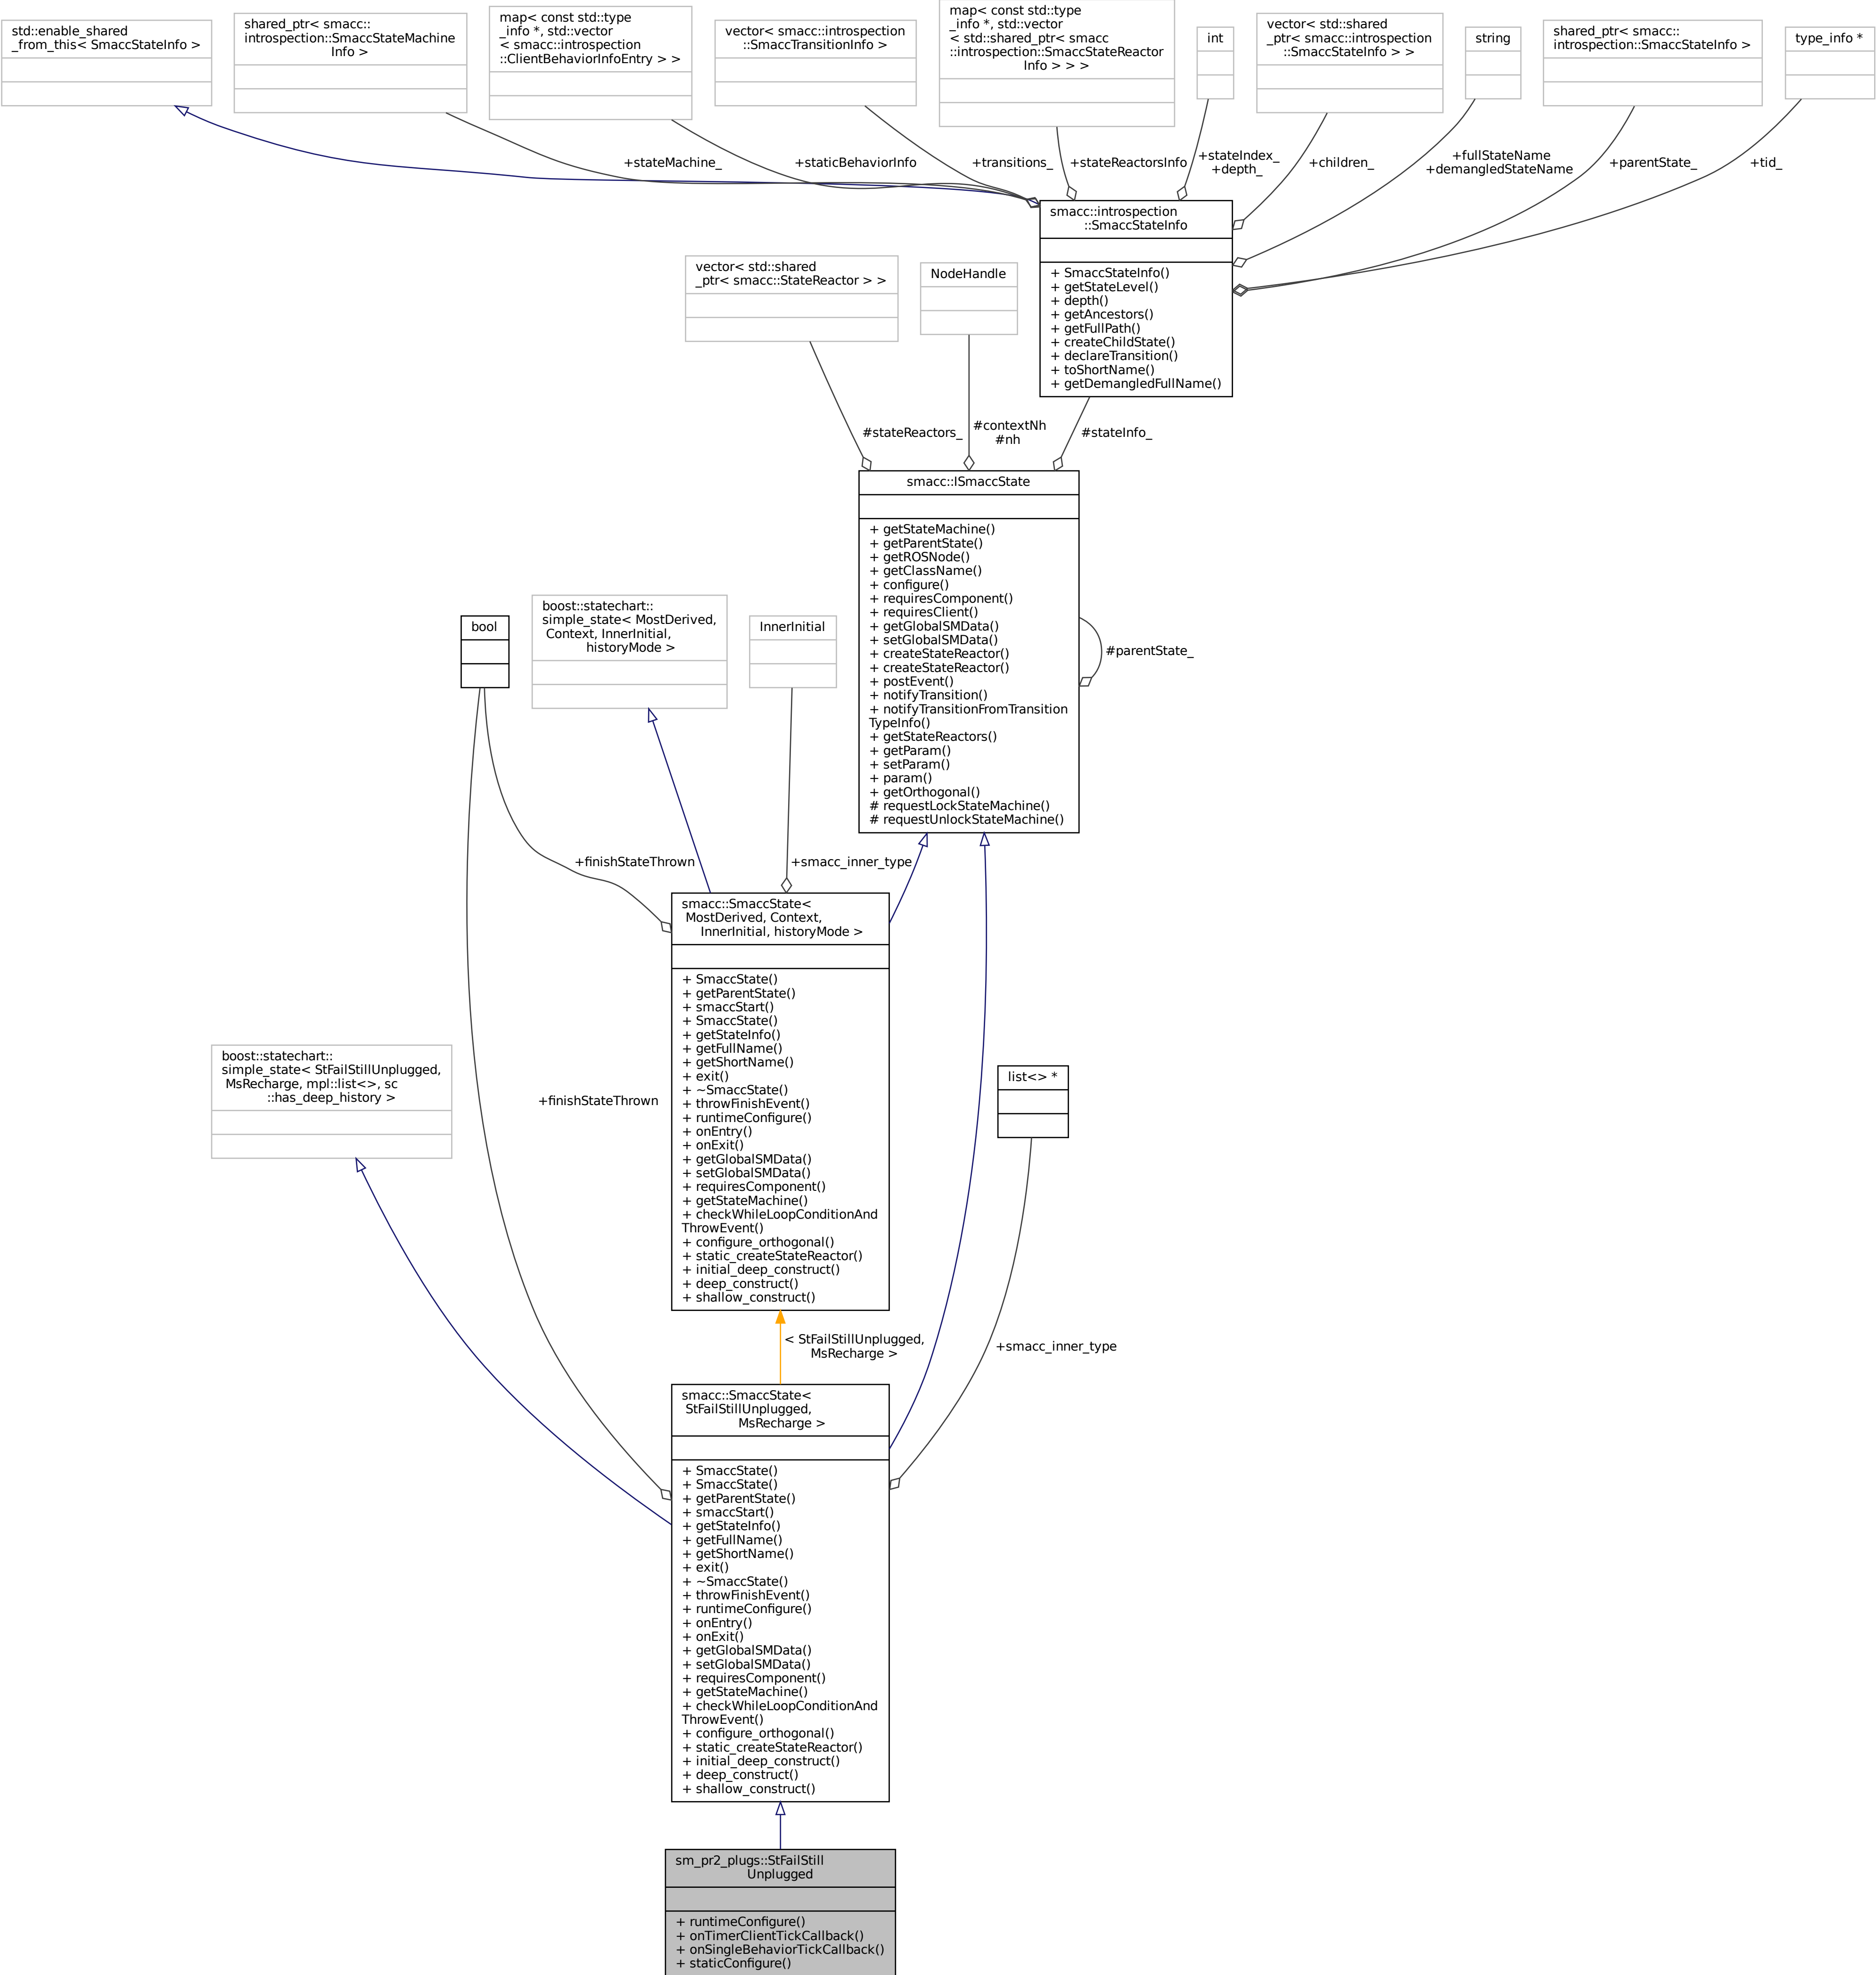 std::enable_shared
_from_this< SmaccStateInfo >
shared_ptr< smacc::
introspection::SmaccStateMachine
Info >
map< const std::type
_info *, std::vector
< smacc::introspection
::ClientBehaviorInfoEntry > >
vector< smacc::introspection
::SmaccTransitionInfo >
map< const std::type
_info *, std::vector
< std::shared_ptr< smacc
::introspection::SmaccStateReactor
Info > > >
int
vector< std::shared
_ptr< smacc::introspection
::SmaccStateInfo > >
string
shared_ptr< smacc::
introspection::SmaccStateInfo >
type_info *
+stateMachine_
+staticBehaviorInfo
+transitions_
+stateReactorsInfo
+stateIndex_
+depth_
+children_
+fullStateName
+demangledStateName
+parentState_
+tid_
smacc::introspection
::SmaccStateInfo
+ SmaccStateInfo()
+ getStateLevel()
+ depth()
+ getAncestors()
+ getFullPath()
+ createChildState()
+ declareTransition()
+ toShortName()
+ getDemangledFullName()
vector< std::shared
_ptr< smacc::StateReactor > >
NodeHandle
#stateReactors_
#contextNh
#nh
#stateInfo_
smacc::ISmaccState
+ getStateMachine()
+ getParentState()
+ getROSNode()
+ getClassName()
+ configure()
+ requiresComponent()
+ requiresClient()
+ getGlobalSMData()
+ setGlobalSMData()
+ createStateReactor()
+ createStateReactor()
+ postEvent()
+ notifyTransition()
+ notifyTransitionFromTransition
TypeInfo()
+ getStateReactors()
+ getParam()
+ setParam()
+ param()
+ getOrthogonal()
# requestLockStateMachine()
# requestUnlockStateMachine()
#parentState_
bool
boost::statechart::
simple_state< MostDerived,
Context, InnerInitial,
historyMode >
InnerInitial
+finishStateThrown
+smacc_inner_type
smacc::SmaccState<
MostDerived, Context,
InnerInitial, historyMode >
+ SmaccState()
+ getParentState()
+ smaccStart()
+ SmaccState()
+ getStateInfo()
+ getFullName()
+ getShortName()
+ exit()
+ ~SmaccState()
+ throwFinishEvent()
+ runtimeConfigure()
+ onEntry()
+ onExit()
+ getGlobalSMData()
+ setGlobalSMData()
+ requiresComponent()
+ getStateMachine()
+ checkWhileLoopConditionAnd
ThrowEvent()
+ configure_orthogonal()
+ static_createStateReactor()
+ initial_deep_construct()
+ deep_construct()
+ shallow_construct()
boost::statechart::
simple_state< StFailStillUnplugged,
MsRecharge, mpl::list<>, sc
::has_deep_history >
+finishStateThrown
list<> *
< StFailStillUnplugged,
MsRecharge >
+smacc_inner_type
smacc::SmaccState<
StFailStillUnplugged,
MsRecharge >
+ SmaccState()
+ SmaccState()
+ getParentState()
+ smaccStart()
+ getStateInfo()
+ getFullName()
+ getShortName()
+ exit()
+ ~SmaccState()
+ throwFinishEvent()
+ runtimeConfigure()
+ onEntry()
+ onExit()
+ getGlobalSMData()
+ setGlobalSMData()
+ requiresComponent()
+ getStateMachine()
+ checkWhileLoopConditionAnd
ThrowEvent()
+ configure_orthogonal()
+ static_createStateReactor()
+ initial_deep_construct()
+ deep_construct()
+ shallow_construct()
sm_pr2_plugs::StFailStill
Unplugged
+ runtimeConfigure()
+ onTimerClientTickCallback()
+ onSingleBehaviorTickCallback()
+ staticConfigure()